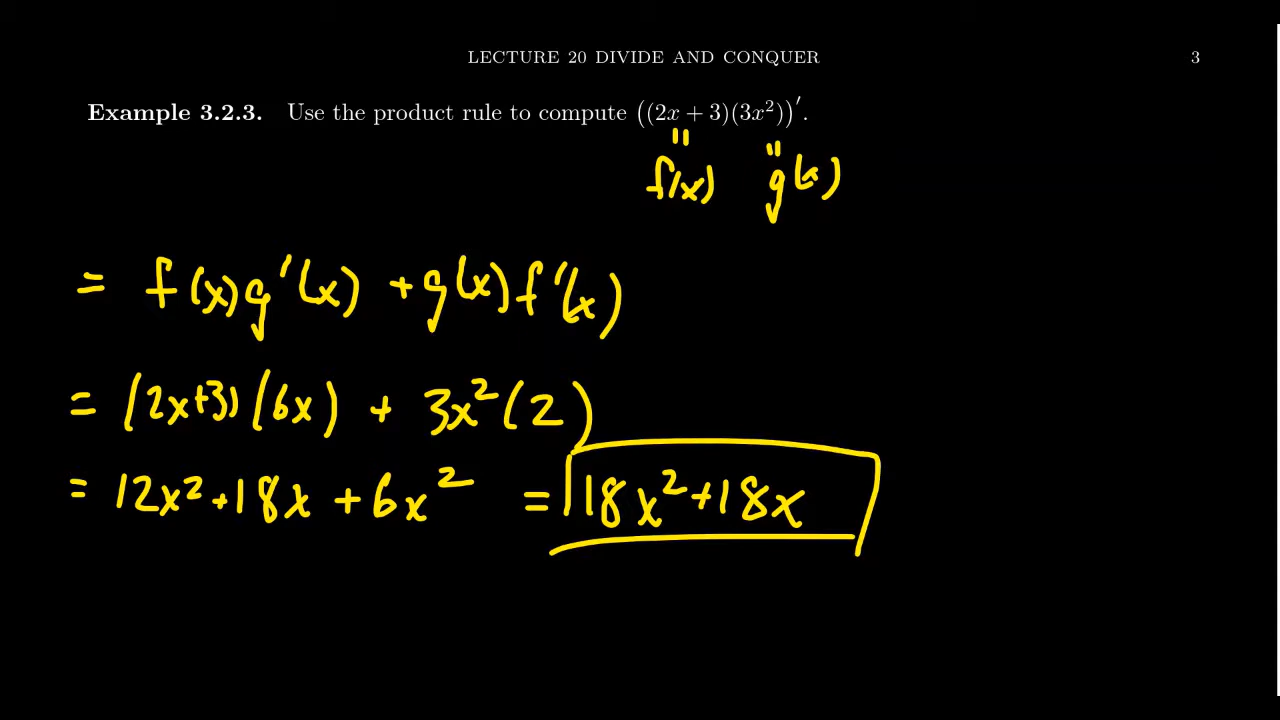 LECTURE 20 DIVIDE AND CONQUER 3
Example 3.2.3. Use the product rule to compute ((2x + 3)(3x²))′.
" "
f(x) g(x)
= f(x)g'(x) + g(x)f'(x)
= (2x+3)(6x) + 3x²(2)
= 12x²+18x + 6x² = 18x²+18x